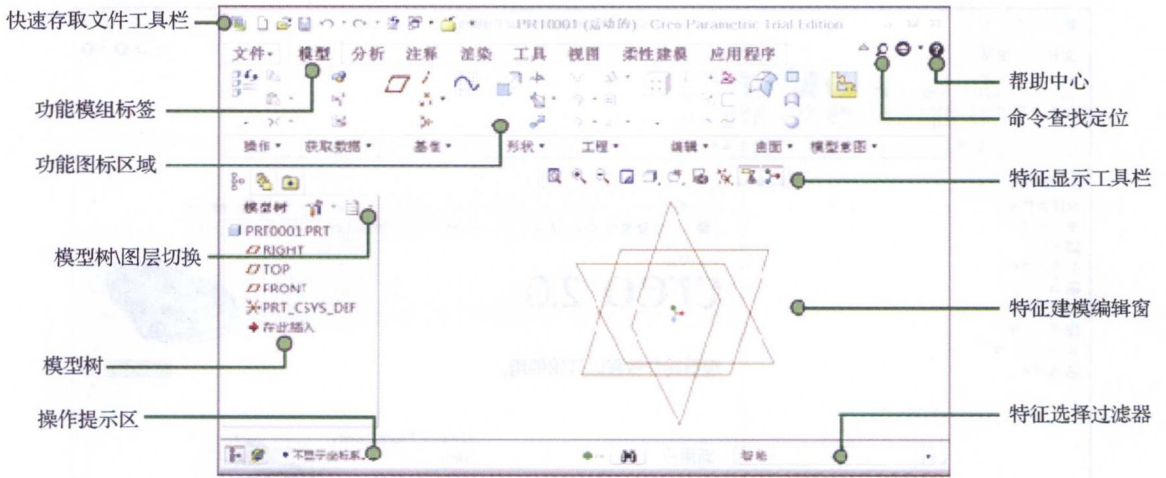 快速存取文件工具栏
PRT0001 (活动的) - Creo Parametric Trial Edition
文件 模型 分析 注释 渲染 工具 视图 柔性建模 应用程序
帮助中心
功能模组标签
命令查找定位
功能图标区域
操作 获取数据 基准 形状 工程 编辑 曲面 模型意图
特征显示工具栏
模型树
PRT0001.PRT
模型树\图层切换
RIGHT
TOP
FRONT
PRT_CSYS_DEF
在此插入
特征建模编辑窗
CREO 2.0
模型树
操作提示区
特征选择过滤器
智能